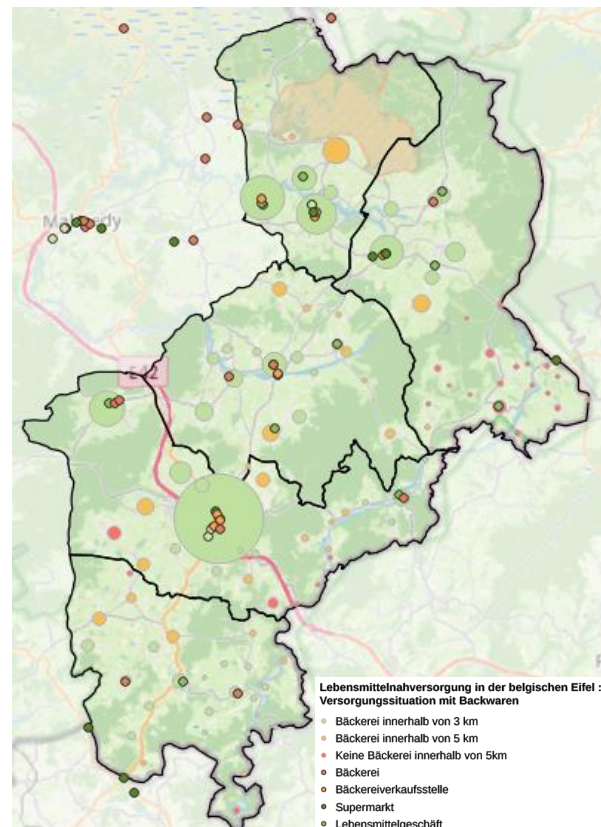 Malmedy
E42
Lebensmittelnahversorgung in der belgischen Eifel :
Versorgungssituation mit Backwaren
Bäckerei innerhalb von 3 km
Bäckerei innerhalb von 5 km
Keine Bäckerei innerhalb von 5km
Bäckerei
Bäckereiverkaufsstelle
Supermarkt
Lebensmittelgeschäft